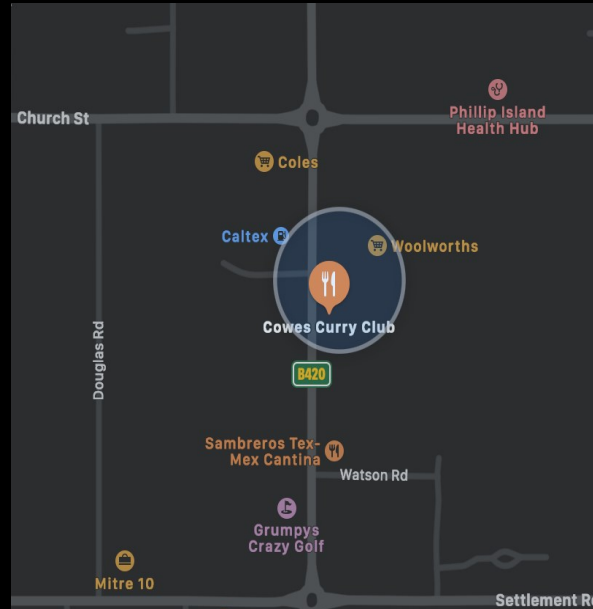 Phillip Island
Health Hub
Church St
Coles
Caltex
Woolworths
Cowes Curry Club
Douglas Rd
B420
Sambreros Tex-
Mex Cantina
Watson Rd
Grumpys
Crazy Golf
Mitre 10
Settlement